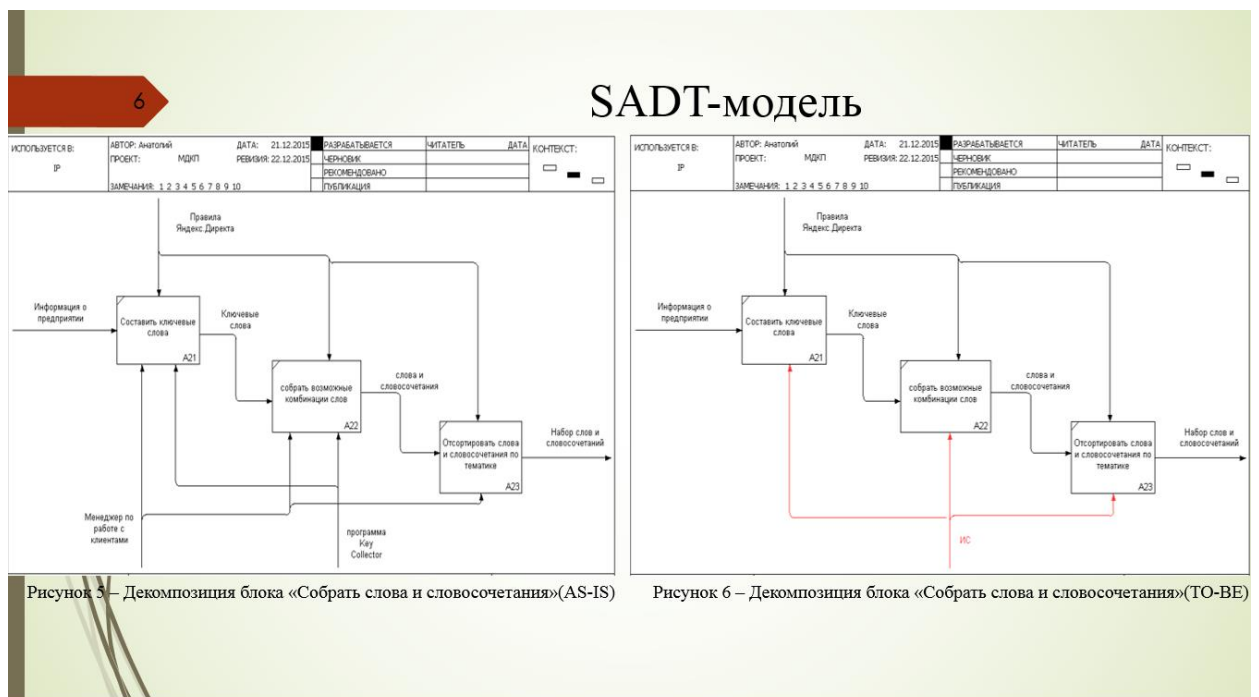 6
SADT-модель
ИСПОЛЬЗУЕТСЯ В:
IP
АВТОР: Анатолий
ДАТА: 21.12.2015
ПРОЕКТ: МДКП
РЕВИЗИЯ: 22.12.2015
ЗАМЕЧАНИЯ: 1 2 3 4 5 6 7 8 9 10
РАЗРАБАТЫВАЕТСЯ
ЧЕРНОВИК
РЕКОМЕНДОВАНО
ПУБЛИКАЦИЯ
ЧИТАТЕЛЬ
ДАТА
КОНТЕКСТ:
Правила
Яндекс.Директа
Информация о
предприятии
Составить ключевые
слова
A21
Ключевые
слова
собрать возможные
комбинации слов
A22
слова и
словосочетания
Отсортировать слова
и словосочетания по
тематике
A23
Набор слов и
словосочетаний
Менеджер по
работе с
клиентами
программа
Key
Collector
Рисунок 5 – Декомпозиция блока «Собрать слова и словосочетания»(AS-IS)
ИСПОЛЬЗУЕТСЯ В:
IP
АВТОР: Анатолий
ДАТА: 21.12.2015
ПРОЕКТ: МДКП
РЕВИЗИЯ: 22.12.2015
ЗАМЕЧАНИЯ: 1 2 3 4 5 6 7 8 9 10
РАЗРАБАТЫВАЕТСЯ
ЧЕРНОВИК
РЕКОМЕНДОВАНО
ПУБЛИКАЦИЯ
ЧИТАТЕЛЬ
ДАТА
КОНТЕКСТ:
Правила
Яндекс.Директа
Информация о
предприятии
Составить ключевые
слова
A21
Ключевые
слова
собрать возможные
комбинации слов
A22
слова и
словосочетания
Отсортировать слова
и словосочетания по
тематике
A23
Набор слов и
словосочетаний
ИС
Рисунок 6 – Декомпозиция блока «Собрать слова и словосочетания»(TO-BE)